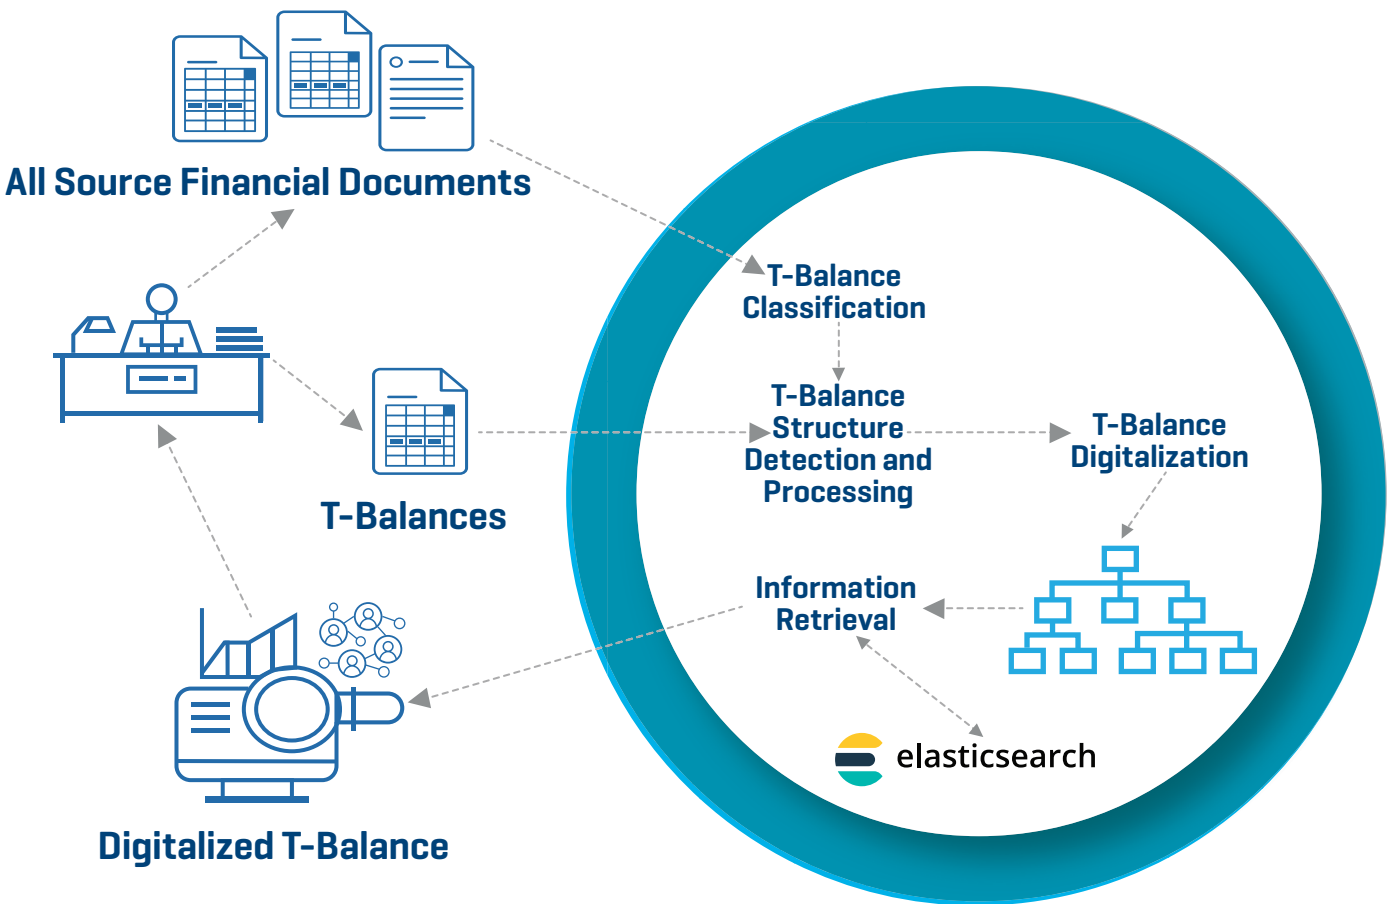 All Source Financial Documents
T-Balance
Classification
T-Balance
Structure
Detection and
Processing
T-Balance
Digitalization
T-Balances
Information
Retrieval
elasticsearch
Digitalized T-Balance